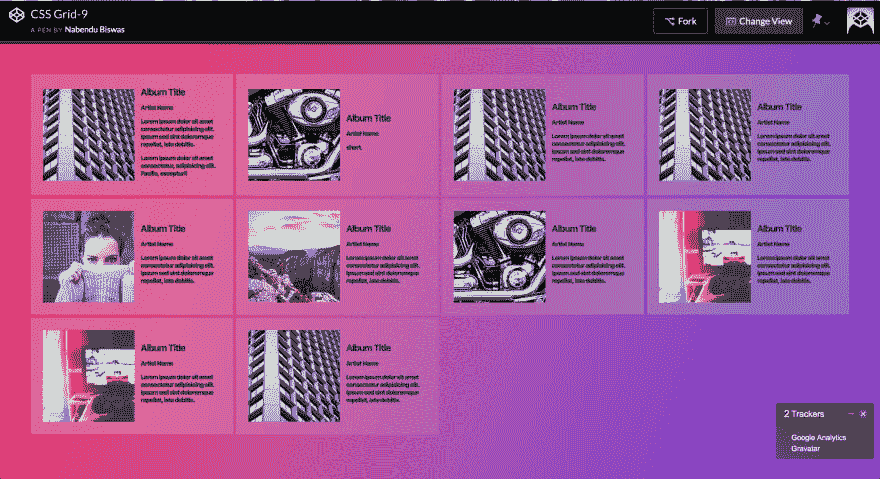 CSS Grid-9
A PEN BY Nabendu Biswas
Fork
Change View
Album Title
Artist Name
Lorem ipsum dolor sit amet
consectetur adipisicing elit.
Ipsum sed sint doloremque
repellat, iste debitis.
Lorem ipsum dolor sit amet
consectetur, adipisicing elit.
Facilis, excepturi!
Album Title
Artist Name
short.
Album Title
Artist Name
Lorem ipsum dolor sit amet
consectetur adipisicing elit.
Ipsum sed sint doloremque
repellat, iste debitis.
Album Title
Artist Name
Lorem ipsum dolor sit amet
consectetur adipisicing elit.
Ipsum sed sint doloremque
repellat, iste debitis.
Album Title
Artist Name
Lorem ipsum dolor sit amet
consectetur adipisicing elit.
Ipsum sed sint doloremque
repellat, iste debitis.
Album Title
Artist Name
Lorem ipsum dolor sit amet
consectetur adipisicing elit.
Ipsum sed sint doloremque
repellat, iste debitis.
Album Title
Artist Name
Lorem ipsum dolor sit amet
consectetur adipisicing elit.
Ipsum sed sint doloremque
repellat, iste debitis.
Album Title
Artist Name
Lorem ipsum dolor sit amet
consectetur adipisicing elit.
Ipsum sed sint doloremque
repellat, iste debitis.
Album Title
Artist Name
Lorem ipsum dolor sit amet
consectetur adipisicing elit.
Ipsum sed sint doloremque
repellat, iste debitis.
Album Title
Artist Name
Lorem ipsum dolor sit amet
consectetur adipisicing elit.
Ipsum sed sint doloremque
repellat, iste debitis.
2 Trackers
Google Analytics
Gravatar